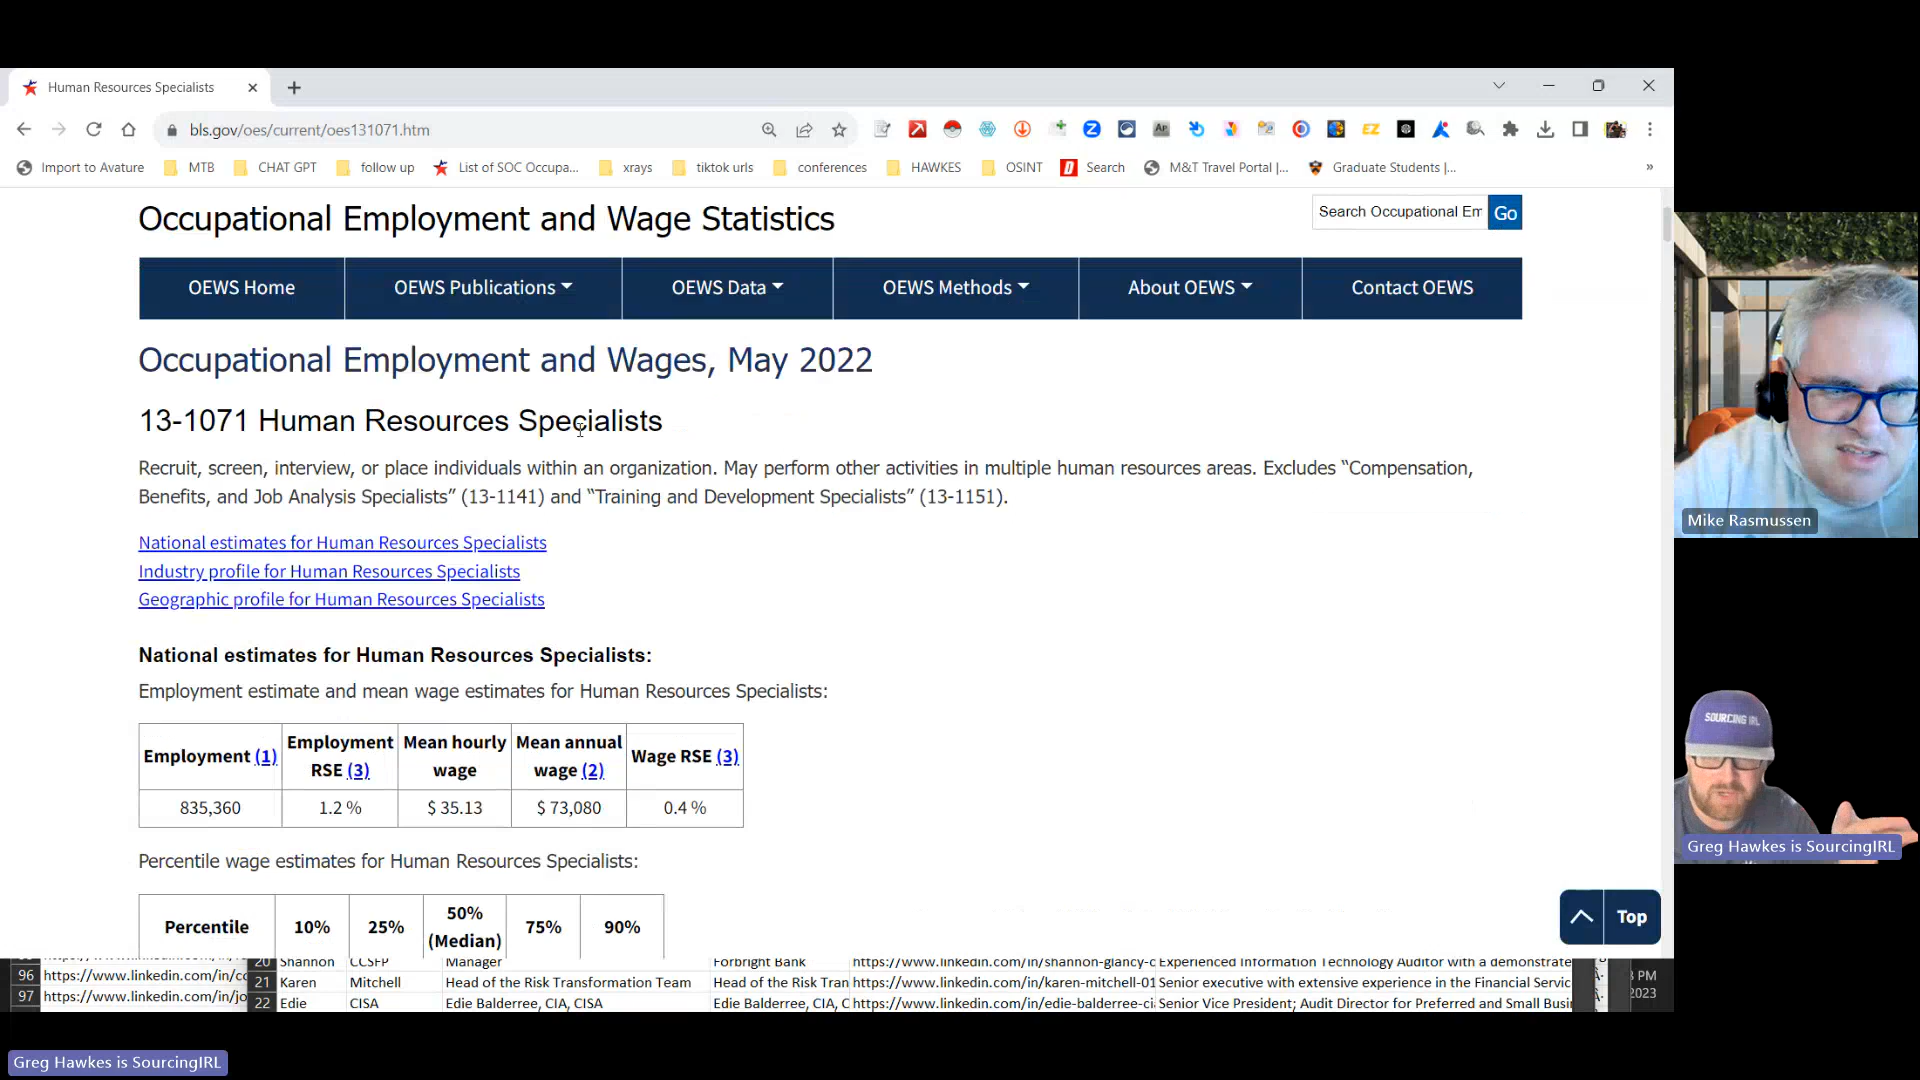 Human Resources Specialists
bls.gov/oes/current/oes131071.htm
Import to Avature MTB CHAT GPT follow up List of SOC Occupa... xrays tiktok urls conferences HAWKES OSINT Search M&T Travel Portal |... Graduate Students |... »
Occupational Employment and Wage Statistics
Search Occupational Em Go
OEWS Home OEWS Publications OEWS Data OEWS Methods About OEWS Contact OEWS
Occupational Employment and Wages, May 2022
13-1071 Human Resources Specialists
Recruit, screen, interview, or place individuals within an organization. May perform other activities in multiple human resources areas. Excludes “Compensation,
Benefits, and Job Analysis Specialists” (13-1141) and “Training and Development Specialists” (13-1151).
National estimates for Human Resources Specialists
Industry profile for Human Resources Specialists
Geographic profile for Human Resources Specialists
National estimates for Human Resources Specialists:
Employment estimate and mean wage estimates for Human Resources Specialists:
Employment (1) Employment RSE (3) Mean hourly wage Mean annual wage (2) Wage RSE (3)
835,360 1.2 % $ 35.13 $ 73,080 0.4 %
Percentile wage estimates for Human Resources Specialists:
Percentile 10% 25% 50% (Median) 75% 90%
Top
20 Shannon CCSFP Manager Forbright Bank https://www.linkedin.com/in/shannon-glancy-c Experienced Information Technology Auditor with a demonstrate
96 https://www.linkedin.com/in/cc 21 Karen Mitchell Head of the Risk Transformation Team Head of the Risk Tran https://www.linkedin.com/in/karen-mitchell-01 Senior executive with extensive experience in the Financial Servic
97 https://www.linkedin.com/in/jo 22 Edie CISA Edie Balderree, CIA, CISA Edie Balderree, CIA, C https://www.linkedin.com/in/edie-balderree-ci Senior Vice President; Audit Director for Preferred and Small Busi
PM
2023
Mike Rasmussen
SOURCING IRL
Greg Hawkes is SourcingIRL
Greg Hawkes is SourcingIRL